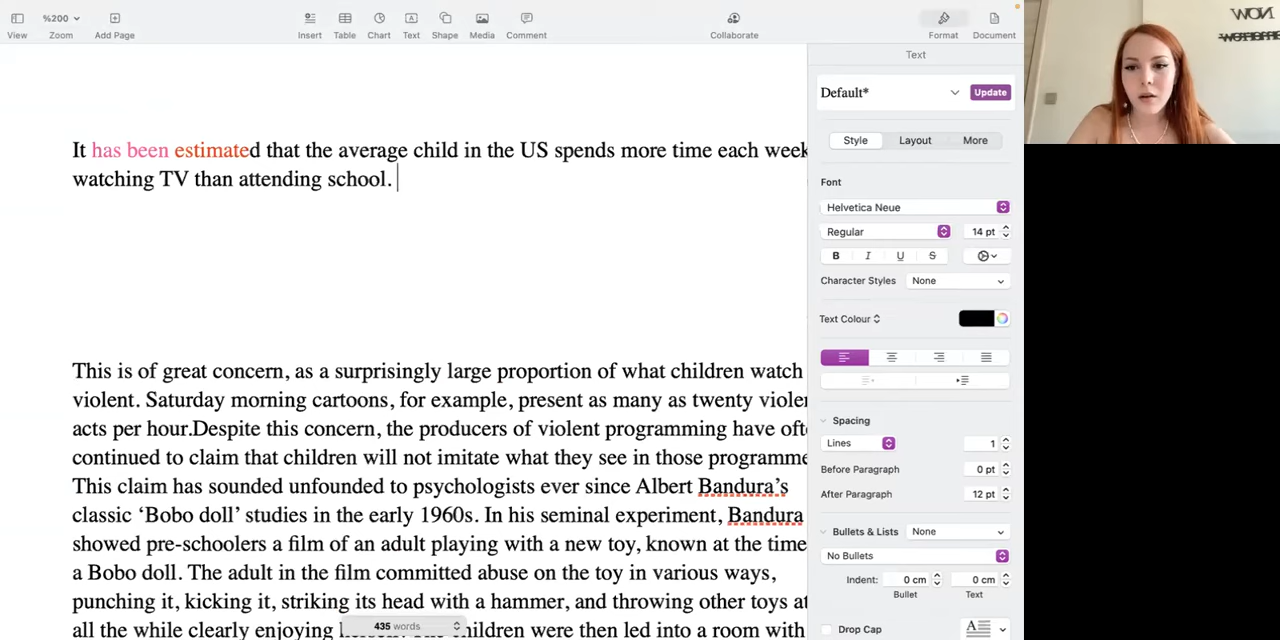 %200
View Zoom Add Page Insert Table Chart Text Shape Media Comment Collaborate Format Document
Text
Default* Update
Style Layout More
Font
Helvetica Neue
Regular 14 pt
B I U S
Character Styles None
Text Colour
Spacing
Lines 1
Before Paragraph 0 pt
After Paragraph 12 pt
Bullets & Lists None
No Bullets
Indent: 0 cm 0 cm
Bullet Text
Drop Cap
It has been estimated that the average child in the US spends more time each week
watching TV than attending school.
This is of great concern, as a surprisingly large proportion of what children watch
violent. Saturday morning cartoons, for example, present as many as twenty violen
acts per hour.Despite this concern, the producers of violent programming have ofte
continued to claim that children will not imitate what they see in those programme
This claim has sounded unfounded to psychologists ever since Albert Bandura’s
classic ‘Bobo doll’ studies in the early 1960s. In his seminal experiment, Bandura
showed pre-schoolers a film of an adult playing with a new toy, known at the time
a Bobo doll. The adult in the film committed abuse on the toy in various ways,
punching it, kicking it, striking its head with a hammer, and throwing other toys at
all the while clearly enjoying children were then led into a room with
435 words
NOW